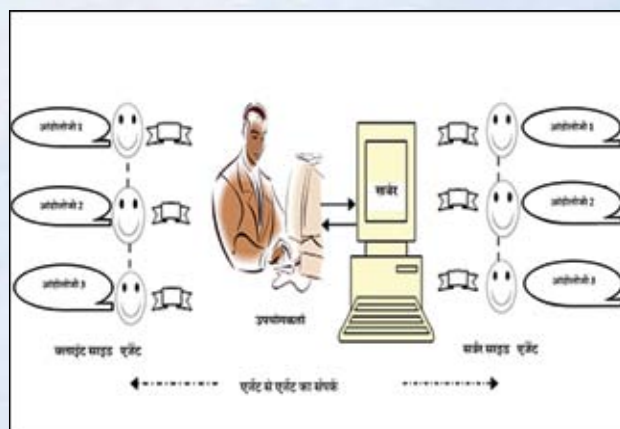 आंटोलोजी 1
आंटोलोजी 1
आंटोलोजी 2
सर्वर
आंटोलोजी 2
आंटोलोजी 3
आंटोलोजी 3
उपयोगकर्ता
क्लाइंट साइड एजेंट
सर्वर साइड एजेंट
एजेंट से एजेंट का संपर्क